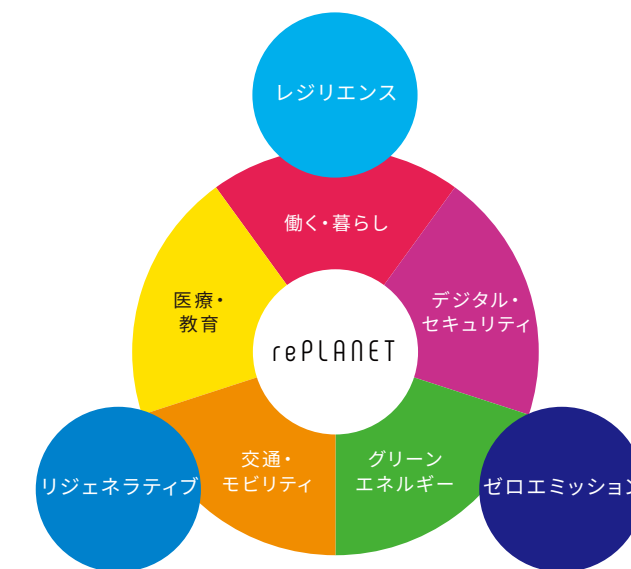 レジリエンス
働く・暮らし
医療・
教育
デジタル・
セキュリティ
rePLANET
交通・
モビリティ
グリーン
エネルギー
リジェネラティブ
ゼロエミッション